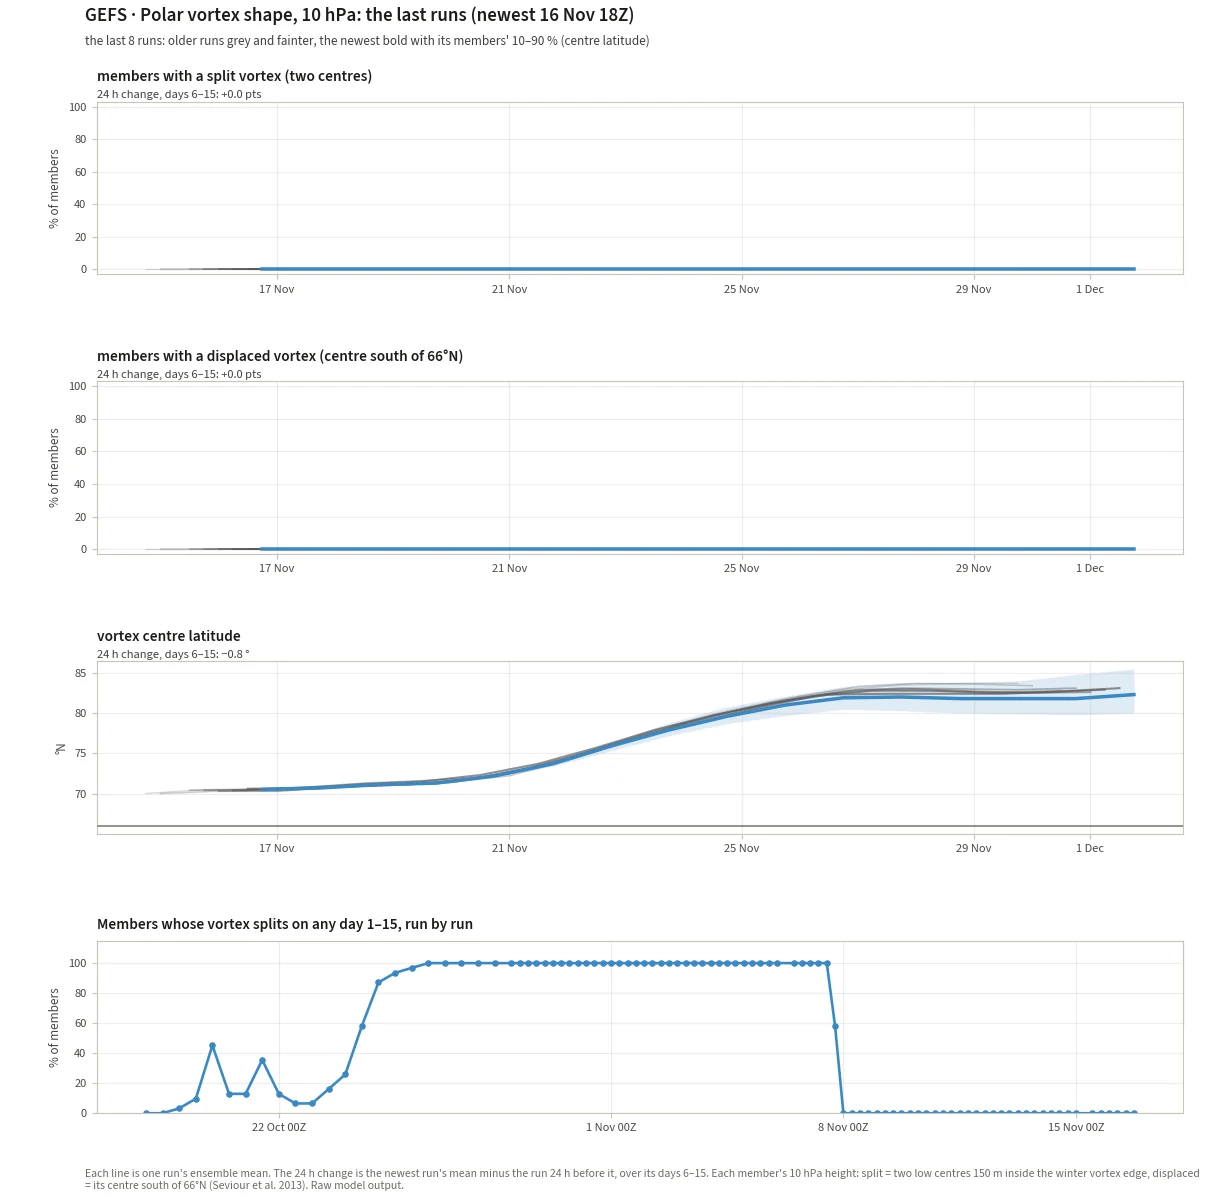 GEFS · Polar vortex shape, 10 hPa: the last runs (newest 16 Nov 18Z)
the last 8 runs: older runs grey and fainter, the newest bold with its members' 10–90 % (centre latitude)
members with a split vortex (two centres)
24 h change, days 6–15: +0.0 pts
100
80
60
40
20
0
% of members
17 Nov
21 Nov
25 Nov
29 Nov
1 Dec
members with a displaced vortex (centre south of 66°N)
24 h change, days 6–15: +0.0 pts
100
80
60
40
20
0
% of members
17 Nov
21 Nov
25 Nov
29 Nov
1 Dec
vortex centre latitude
24 h change, days 6–15: −0.8 °
85
80
75
70
°N
17 Nov
21 Nov
25 Nov
29 Nov
1 Dec
Members whose vortex splits on any day 1–15, run by run
100
80
60
40
20
0
% of members
22 Oct 00Z
1 Nov 00Z
8 Nov 00Z
15 Nov 00Z
Each line is one run's ensemble mean. The 24 h change is the newest run's mean minus the run 24 h before it, over its days 6–15. Each member's 10 hPa height: split = two low centres 150 m inside the winter vortex edge, displaced
= its centre south of 66°N (Seviour et al. 2013). Raw model output.